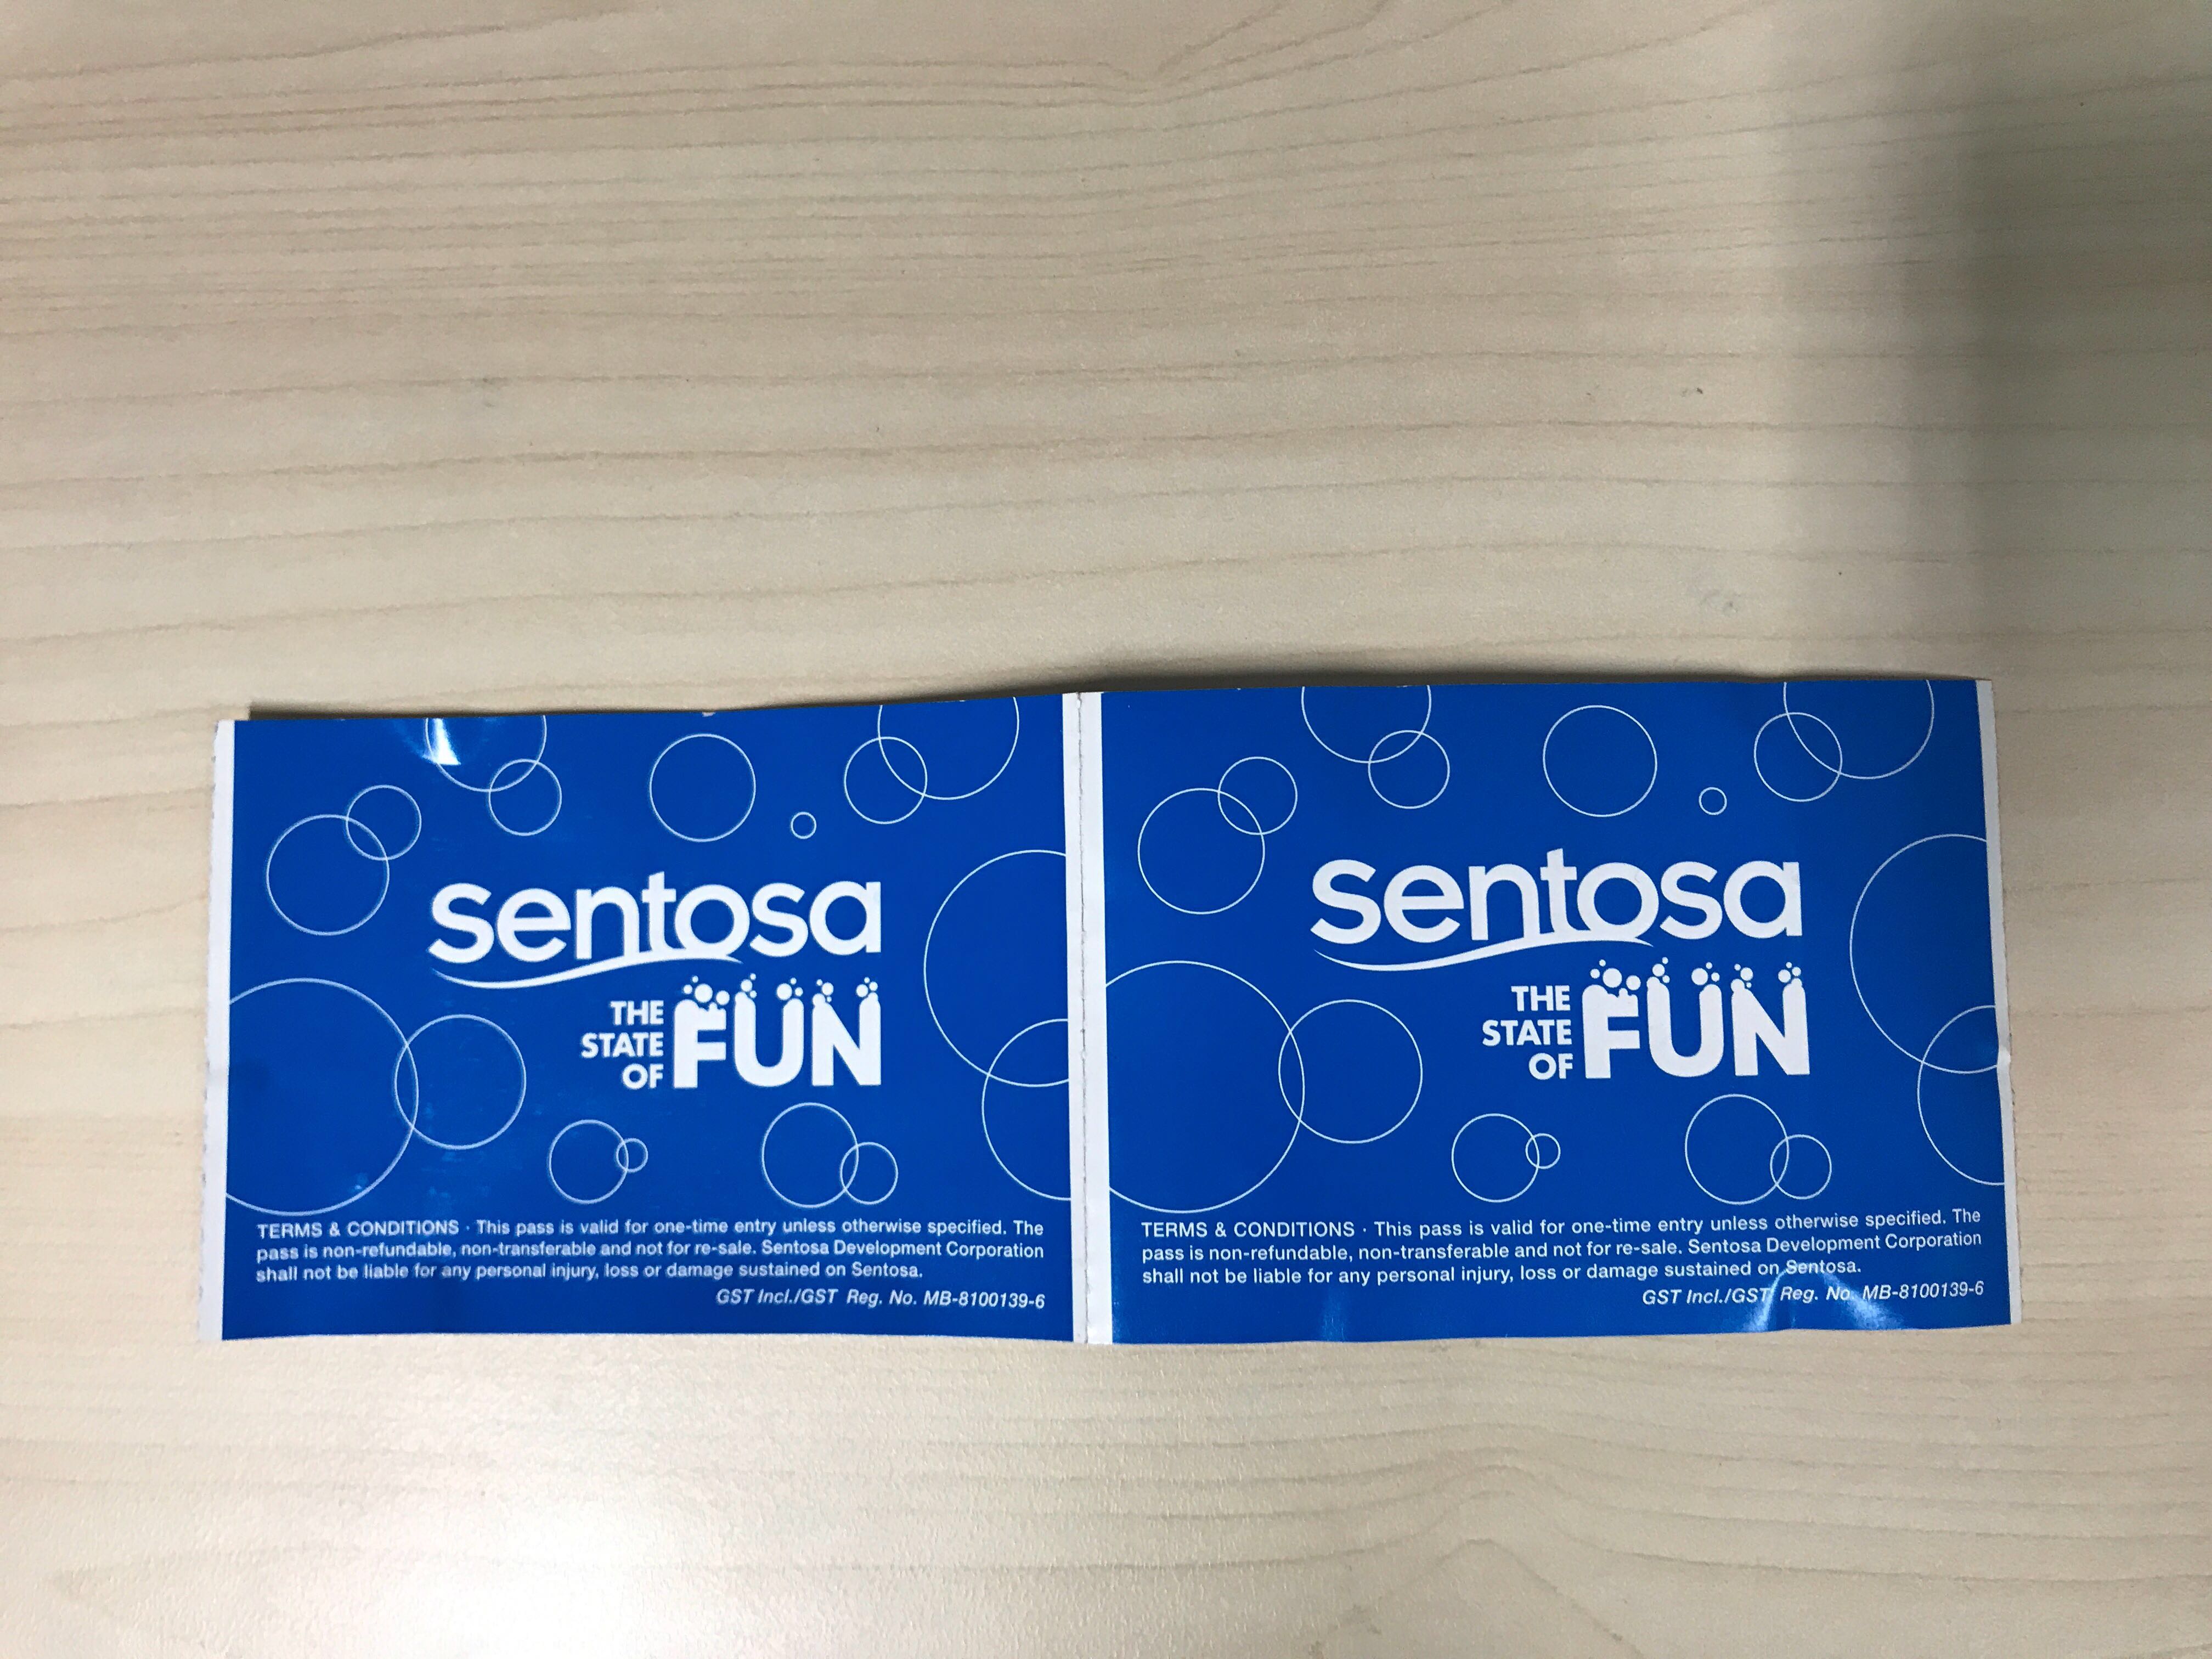 sentosa
THE
STATE
OF
FUN
TERMS & CONDITIONS · This pass is valid for one-time entry unless otherwise specified. The
pass is non-refundable, non-transferable and not for re-sale. Sentosa Development Corporation
shall not be liable for any personal injury, loss or damage sustained on Sentosa.
GST Incl./GST Reg. No. MB-8100139-6
sentosa
THE
STATE
OF
FUN
TERMS & CONDITIONS · This pass is valid for one-time entry unless otherwise specified. The
pass is non-refundable, non-transferable and not for re-sale. Sentosa Development Corporation
shall not be liable for any personal injury, loss or damage sustained on Sentosa.
GST Incl./GST Reg. No. MB-8100139-6